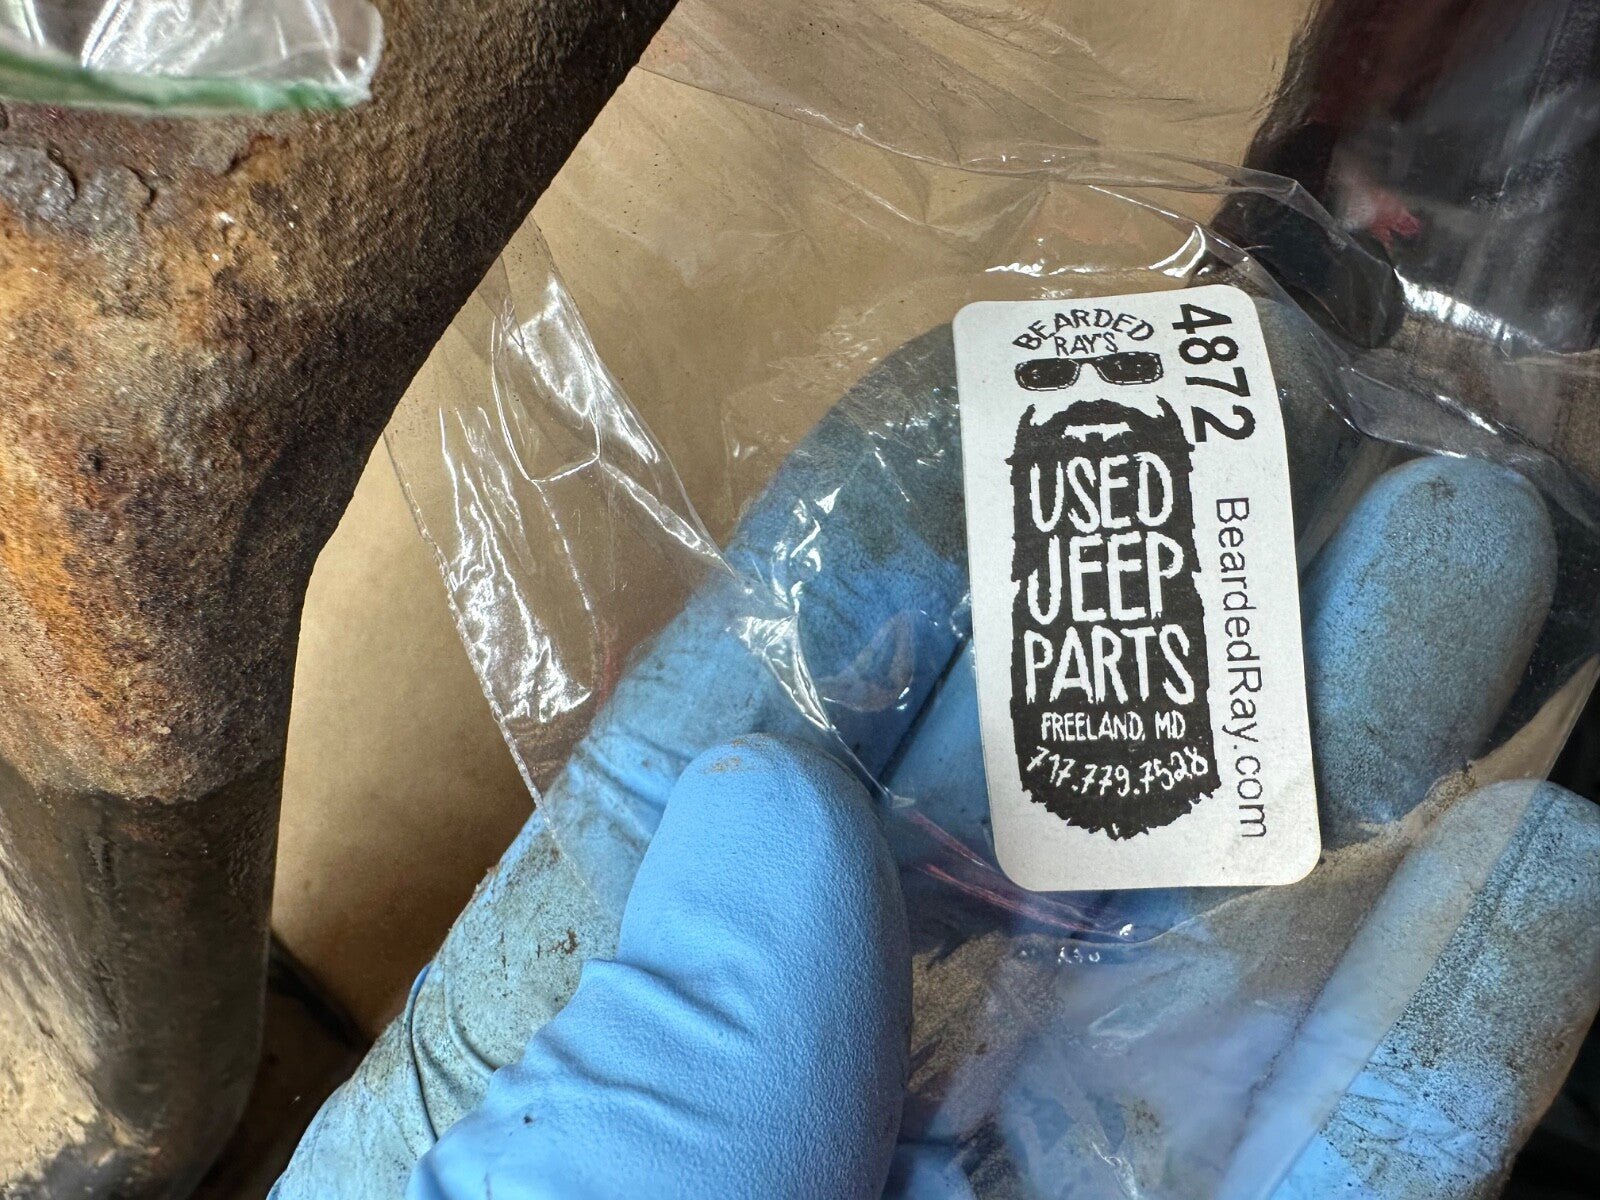 BEARDED
RAY'S
USED
JEEP
PARTS
FREELAND, MD
717.779.7528
4872
BeardedRay.com